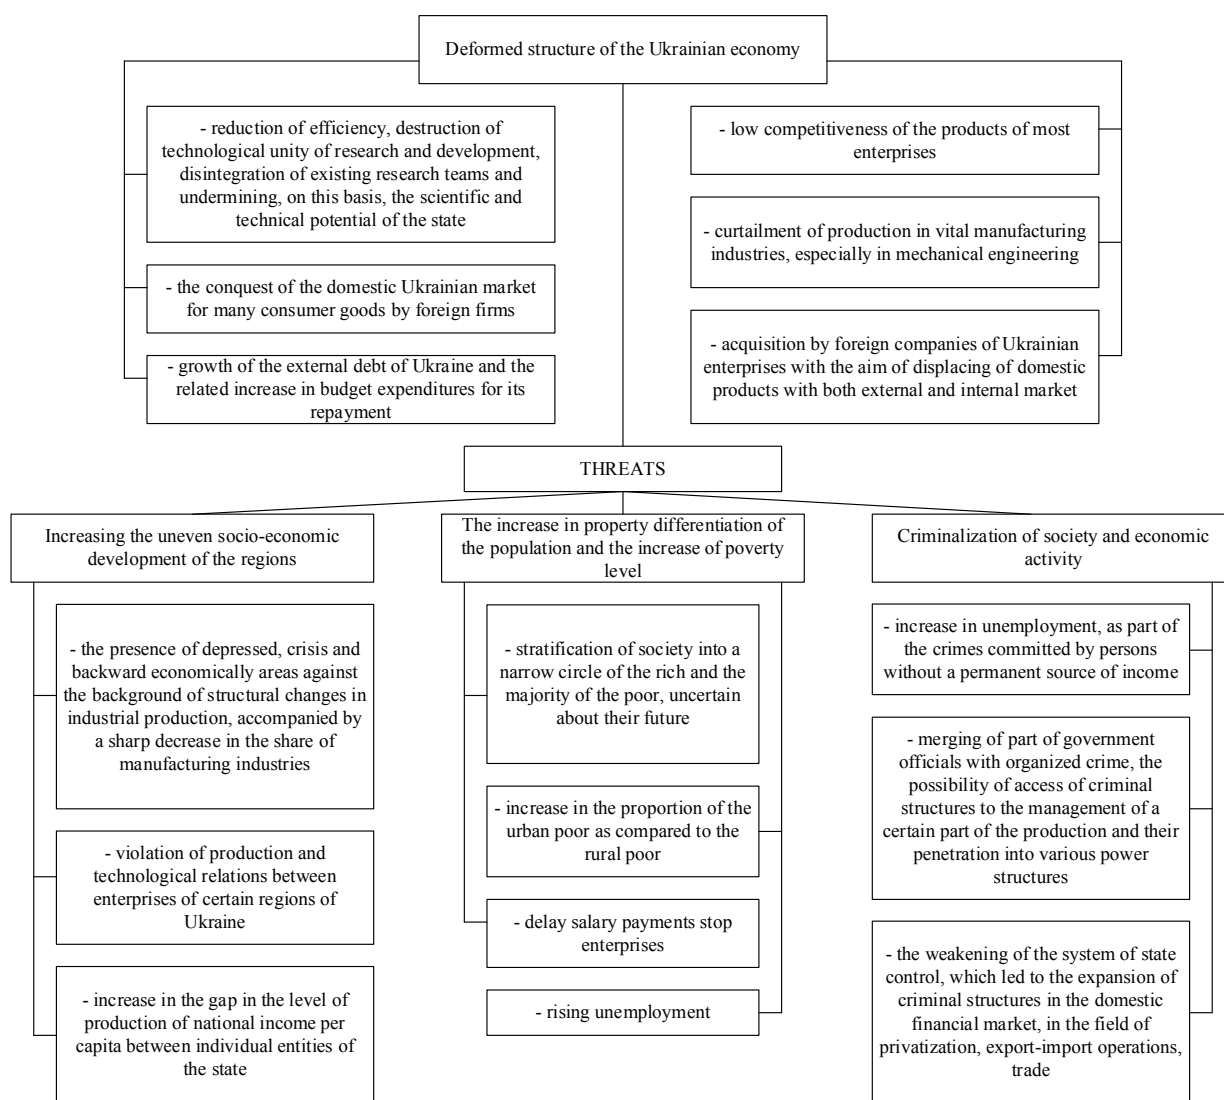 Deformed structure of the Ukrainian economy
- reduction of efficiency, destruction of
technological unity of research and development,
disintegration of existing research teams and
undermining, on this basis, the scientific and
technical potential of the state
- the conquest of the domestic Ukrainian market
for many consumer goods by foreign firms
- growth of the external debt of Ukraine and the
related increase in budget expenditures for its
repayment
- low competitiveness of the products of most
enterprises
- curtailment of production in vital manufacturing
industries, especially in mechanical engineering
- acquisition by foreign companies of Ukrainian
enterprises with the aim of displacing of domestic
products with both external and internal market
THREATS
Increasing the uneven socio-economic
development of the regions
- the presence of depressed, crisis and
backward economically areas against
the background of structural changes in
industrial production, accompanied by
a sharp decrease in the share of
manufacturing industries
- violation of production and
technological relations between
enterprises of certain regions of
Ukraine
- increase in the gap in the level of
production of national income per
capita between individual entities of
the state
The increase in property differentiation of
the population and the increase of poverty
level
- stratification of society into a
narrow circle of the rich and the
majority of the poor, uncertain
about their future
- increase in the proportion of the
urban poor as compared to the
rural poor
- delay salary payments stop
enterprises
- rising unemployment
Criminalization of society and economic
activity
- increase in unemployment, as part of
the crimes committed by persons
without a permanent source of income
- merging of part of government
officials with organized crime, the
possibility of access of criminal
structures to the management of a
certain part of the production and their
penetration into various power
structures
- the weakening of the system of state
control, which led to the expansion of
criminal structures in the domestic
financial market, in the field of
privatization, export-import operations,
trade